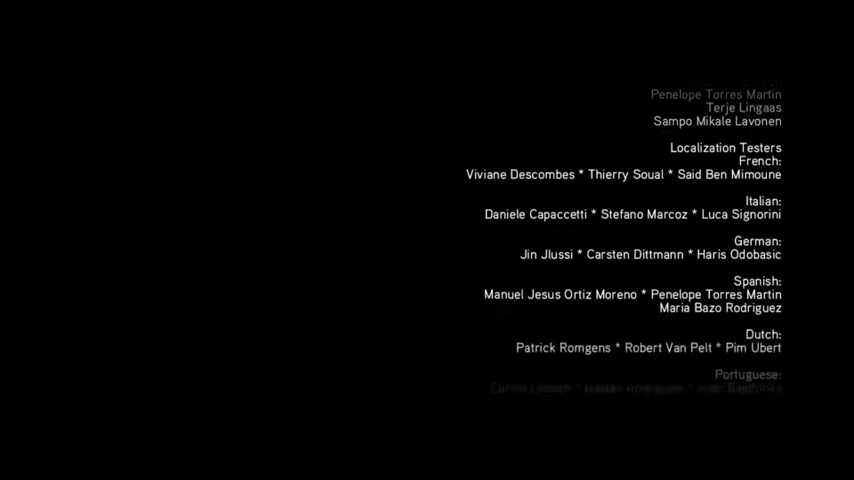 Penelope Torres Martin
Terje Lingaas
Sampo Mikale Lavonen
Localization Testers
French:
Viviane Descombes * Thierry Soual * Said Ben Mimoune
Italian:
Daniele Capaccetti * Stefano Marcoz * Luca Signorini
German:
Jin Jlussi * Carsten Dittmann * Haris Odobasic
Spanish:
Manuel Jesus Ortiz Moreno * Penelope Torres Martin
Maria Bazo Rodriguez
Dutch:
Patrick Romgens * Robert Van Pelt * Pim Ubert
Portuguese: